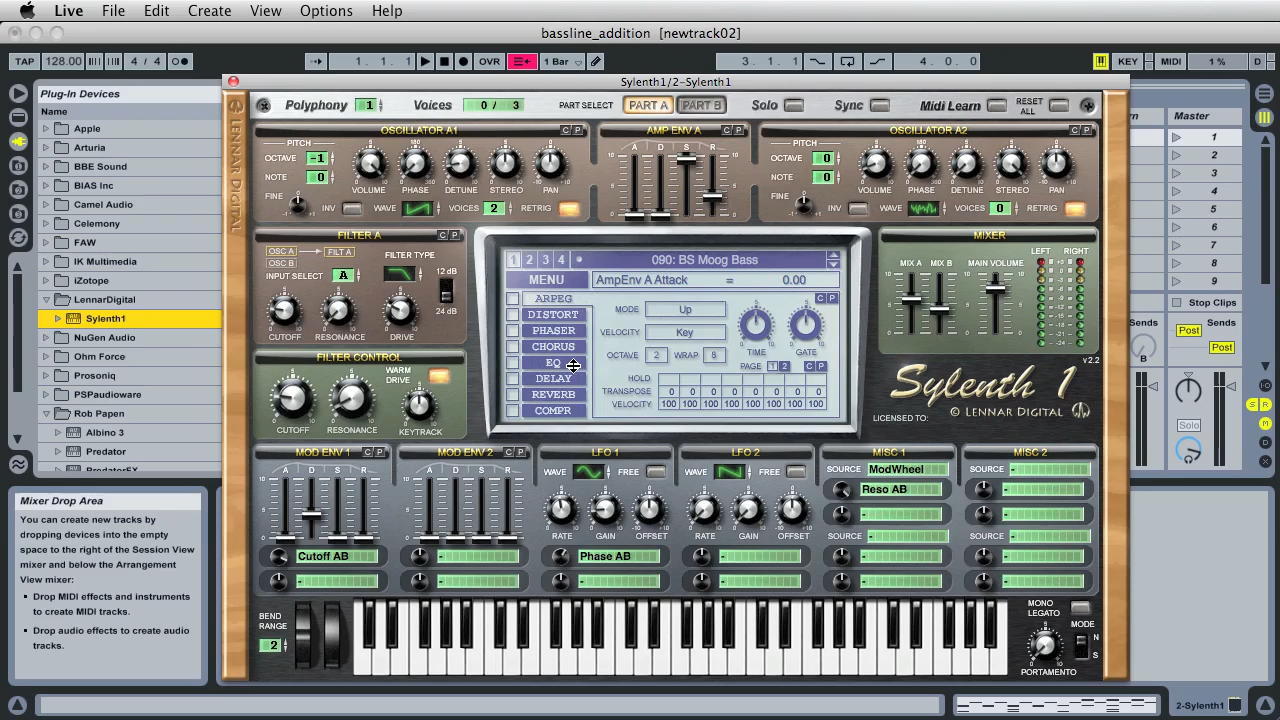 Live File Edit Create View Options Help
bassline_addition [newtrack02]
TAP 128.00 4 / 4 1. 1. 1 OVR 1 Bar 3. 1. 1 4. 0. 0 KEY MIDI 1 % D
Sylenth1/2-Sylenth1
Plug-In Devices
Name
Apple
Arturia
BBE Sound
BIAS Inc
Camel Audio
Celemony
FAW
IK Multimedia
iZotope
LennarDigital
Sylenth1
NuGen Audio
Ohm Force
Prosoniq
PSPaudioware
Rob Papen
Albino 3
Predator
PredatorFX
Mixer Drop Area
You can create new tracks by
dropping devices into the empty
space to the right of the Session View
mixer and below the Arrangement
View mixer:
Drop MIDI effects and instruments
to create MIDI tracks.
Drop audio effects to create audio
tracks.
LENNAR DIGITAL
Polyphony 1 Voices 0 / 3 PART SELECT PART A PART B Solo Sync Midi Learn RESET
ALL
OSCILLATOR A1 C P
PITCH
OCTAVE -1
NOTE 0
VOLUME PHASE DETUNE STEREO PAN
FINE INV WAVE VOICES 2 RETRIG
AMP ENV A C P
A D S R
OSCILLATOR A2 C P
PITCH
OCTAVE 0
NOTE 0
VOLUME PHASE DETUNE STEREO PAN
FINE INV WAVE VOICES 0 RETRIG
FILTER A C P
OSC A FILT A
OSC B
INPUT SELECT A
FILTER TYPE
12 dB
24 dB
CUTOFF RESONANCE DRIVE
FILTER CONTROL
WARM
DRIVE
CUTOFF RESONANCE KEYTRACK
1 2 3 4 090: BS Moog Bass
MENU AmpEnv A Attack = 0.00
ARPEG
DISTORT
PHASER
CHORUS
EQ
DELAY
REVERB
COMPR
MODE Up
VELOCITY Key
OCTAVE 2 WRAP 8
C P
TIME GATE
PAGE 1 2 C P
HOLD
TRANSPOSE 0 0 0 0 0 0 0 0
VELOCITY 100 100 100 100 100 100 100 100
MIXER
MIX A MIX B MAIN VOLUME LEFT RIGHT
v2.2
Sylenth 1
LICENSED TO: © LENNAR DIGITAL
MOD ENV 1 C P
A D S R
Cutoff AB
-
MOD ENV 2 C P
A D S R
-
-
LFO 1
WAVE FREE
RATE GAIN OFFSET
Phase AB
-
LFO 2
WAVE FREE
RATE GAIN OFFSET
-
-
MISC 1
SOURCE ModWheel
Reso AB
-
SOURCE -
-
-
MISC 2
SOURCE -
-
-
SOURCE -
-
-
BEND
RANGE
2
MONO
LEGATO
MODE
N
S
PORTAMENTO
rn Master
1
2
3
4
5
6
7
8
9
Stop Clips
Sends Sends
Post
Post
B
Solo
S R
M
D
2-Sylenth1